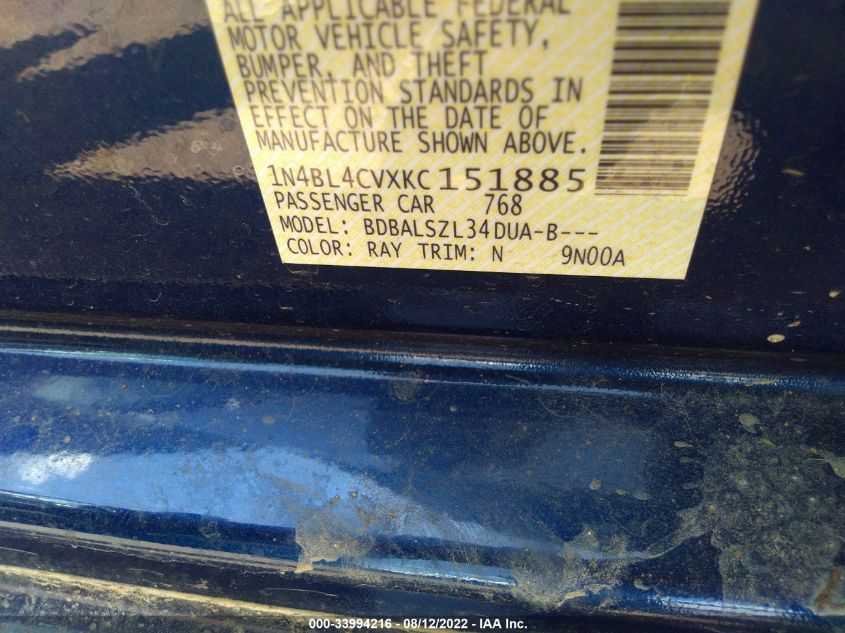 ALL APPLICABLE FEDERAL
MOTOR VEHICLE SAFETY,
BUMPER, AND THEFT
PREVENTION STANDARDS IN
EFFECT ON THE DATE OF
MANUFACTURE SHOWN ABOVE.
1N4BL4CVXKC151885
PASSENGER CAR 768
MODEL: BDBALSZL34DUA-B---
COLOR: RAY TRIM: N 9N00A
000-33994216 - 08/12/2022 - IAA Inc.